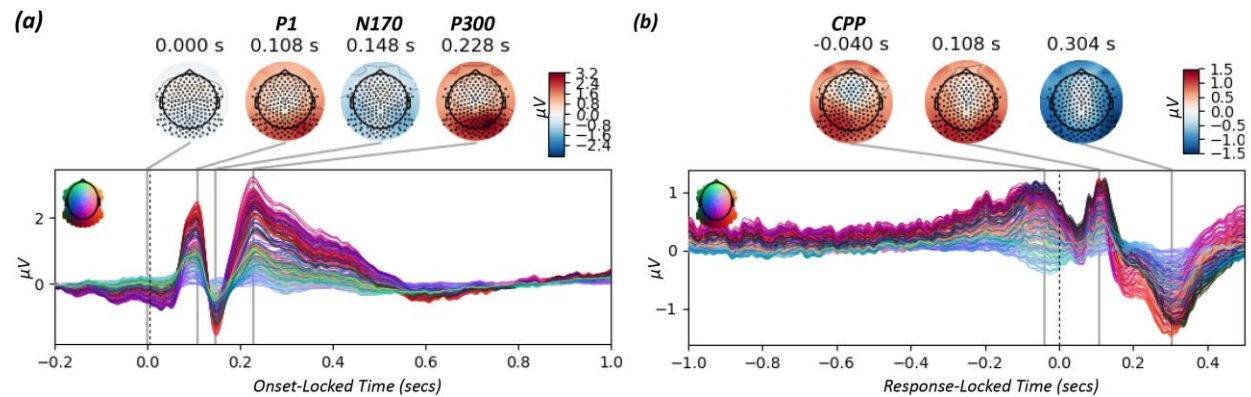 (a)
P1 N170 P300
0.000 s 0.108 s 0.148 s 0.228 s
3.2
2.4
1.6
0.8
0.0
−0.8
−1.6
−2.4
µV
2
0
µV
−0.2 0.0 0.2 0.4 0.6 0.8 1.0
Onset-Locked Time (secs)
(b)
CPP
-0.040 s 0.108 s 0.304 s
1.5
1.0
0.5
0.0
−0.5
−1.0
−1.5
µV
1
0
−1
µV
−1.0 −0.8 −0.6 −0.4 −0.2 0.0 0.2 0.4
Response-Locked Time (secs)